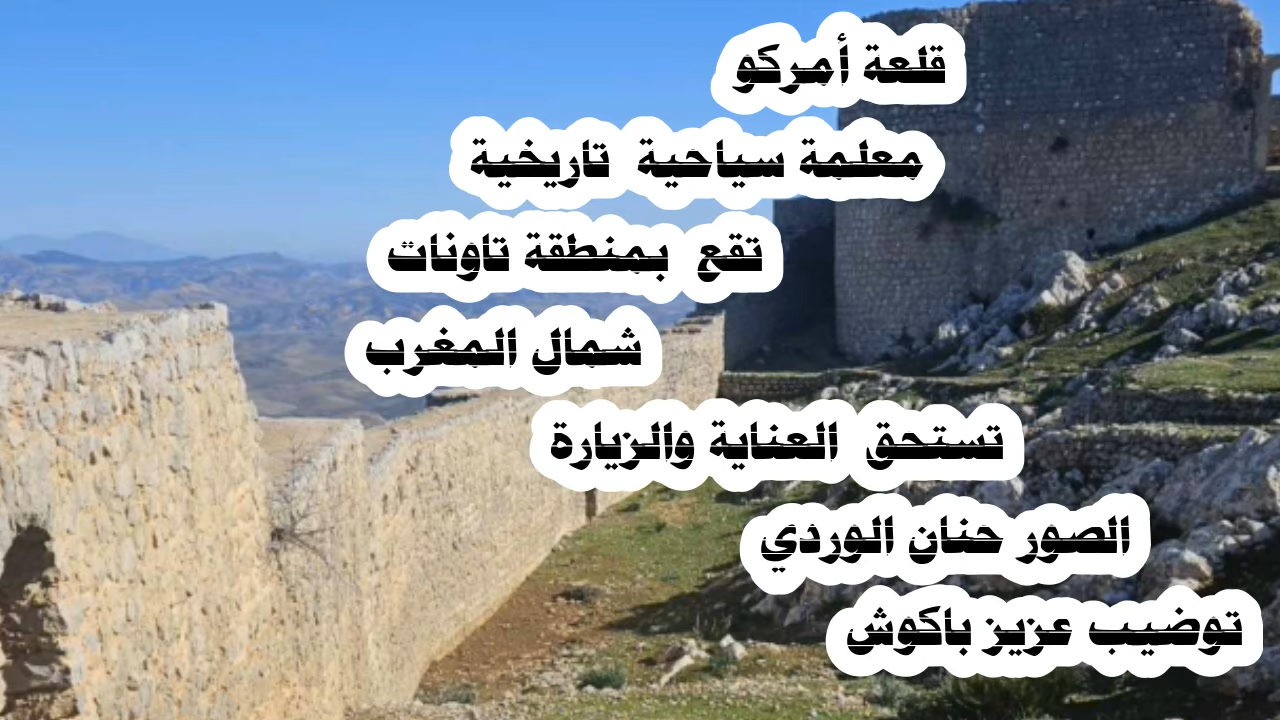 قلعة أمركو
معلمة سياحية تاريخية
تقع بمنطقة تاونات
شمال المغرب
تستحق العناية والزيارة
الصور حنان الوردي
توضيب عزيز باكوش